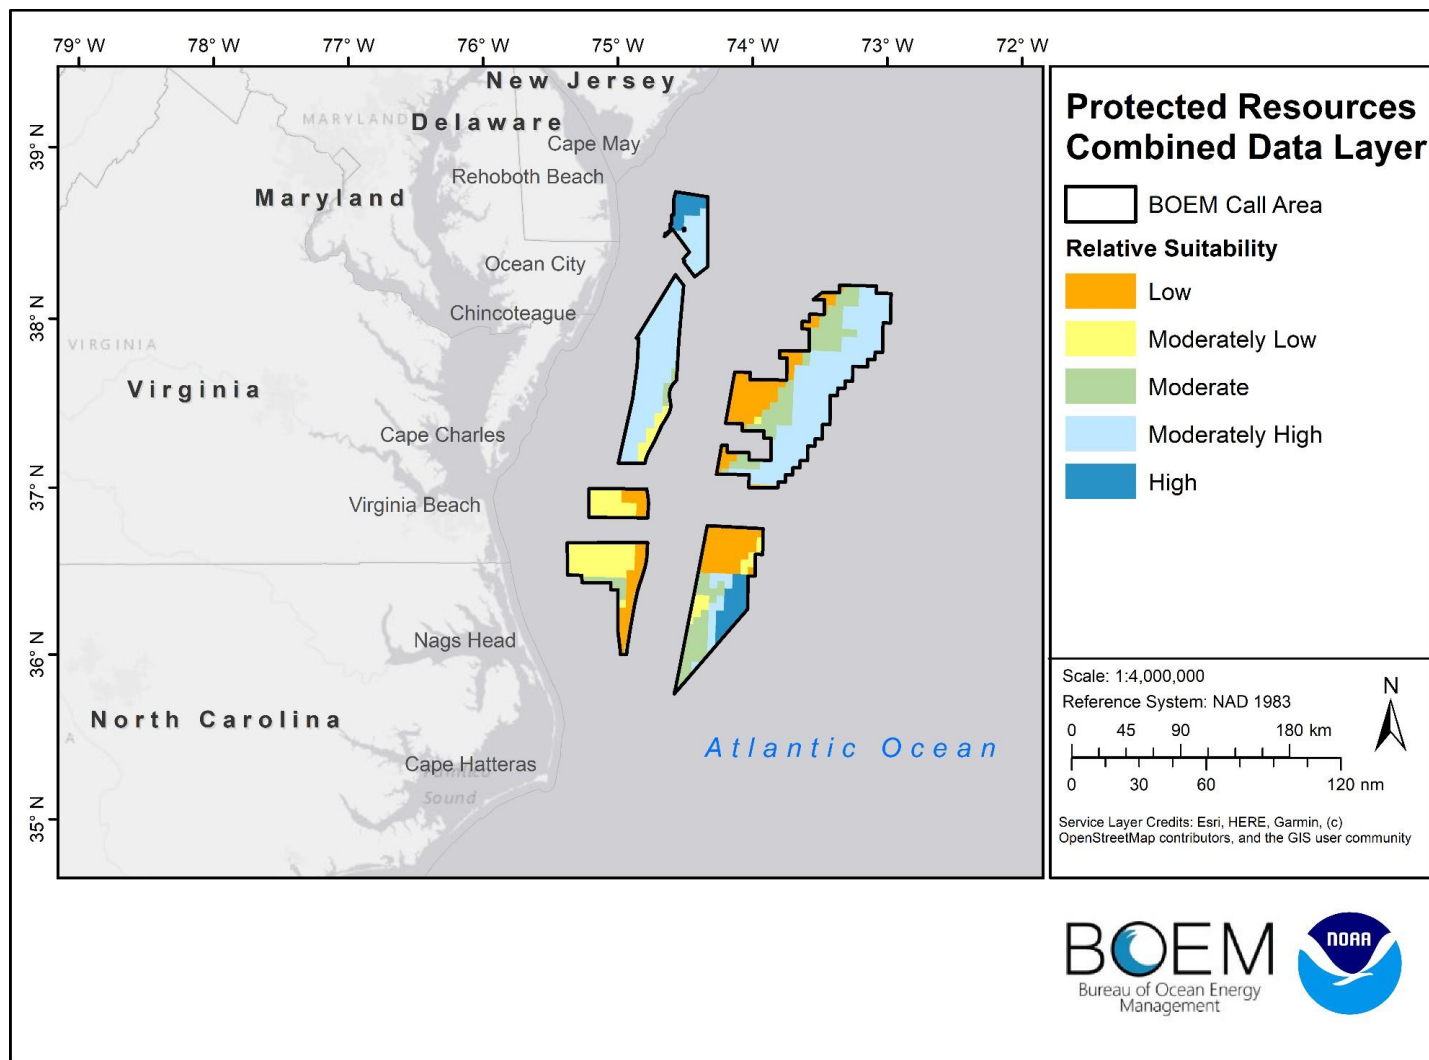 79° W 78° W 77° W 76° W 75° W 74° W 73° W 72° W
39° N
38° N
37° N
36° N
35° N
New Jersey
MARYLAND
Delaware
Cape May
Rehoboth Beach
Maryland
Ocean City
Chincoteague
VIRGINIA
Virginia
Cape Charles
Virginia Beach
Nags Head
North Carolina
A
Cape Hatteras
Pamlico
Sound
Atlantic Ocean
Protected Resources
Combined Data Layer
BOEM Call Area
Relative Suitability
Low
Moderately Low
Moderate
Moderately High
High
Scale: 1:4,000,000
Reference System: NAD 1983
N
0 45 90 180 km
0 30 60 120 nm
Service Layer Credits: Esri, HERE, Garmin, (c)
OpenStreetMap contributors, and the GIS user community
BOEM
Bureau of Ocean Energy
Management
NOAA